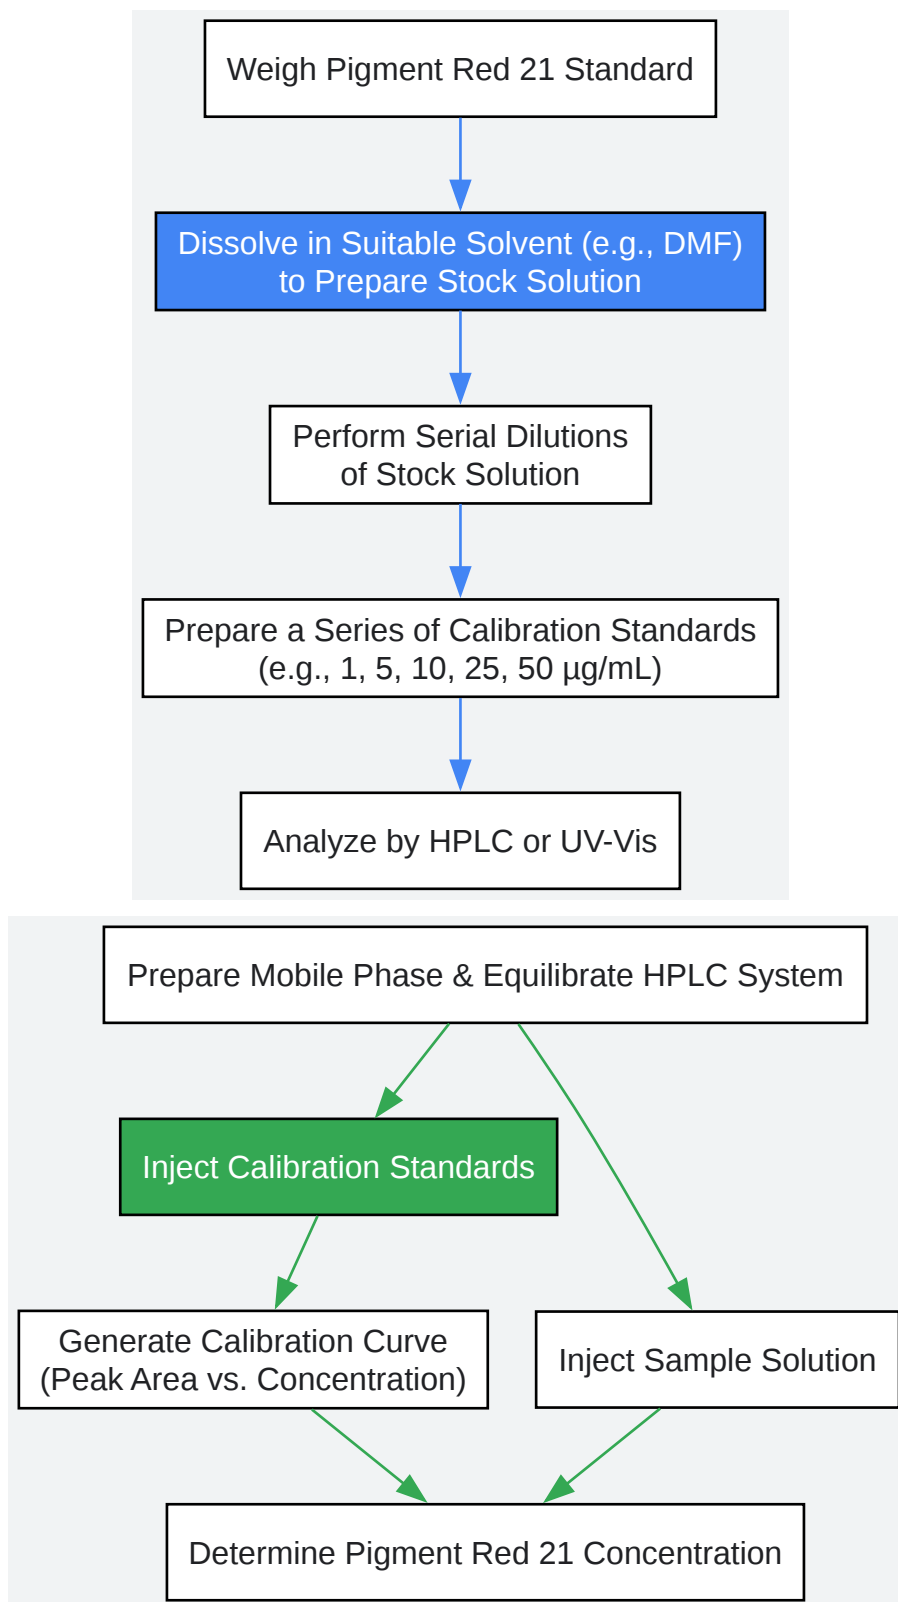 Weigh Pigment Red 21 Standard
Dissolve in Suitable Solvent (e.g., DMF)
to Prepare Stock Solution
Perform Serial Dilutions
of Stock Solution
Prepare a Series of Calibration Standards
(e.g., 1, 5, 10, 25, 50 µg/mL)
Analyze by HPLC or UV-Vis
Prepare Mobile Phase & Equilibrate HPLC System
Inject Calibration Standards
Generate Calibration Curve
(Peak Area vs. Concentration)
Inject Sample Solution
Determine Pigment Red 21 Concentration